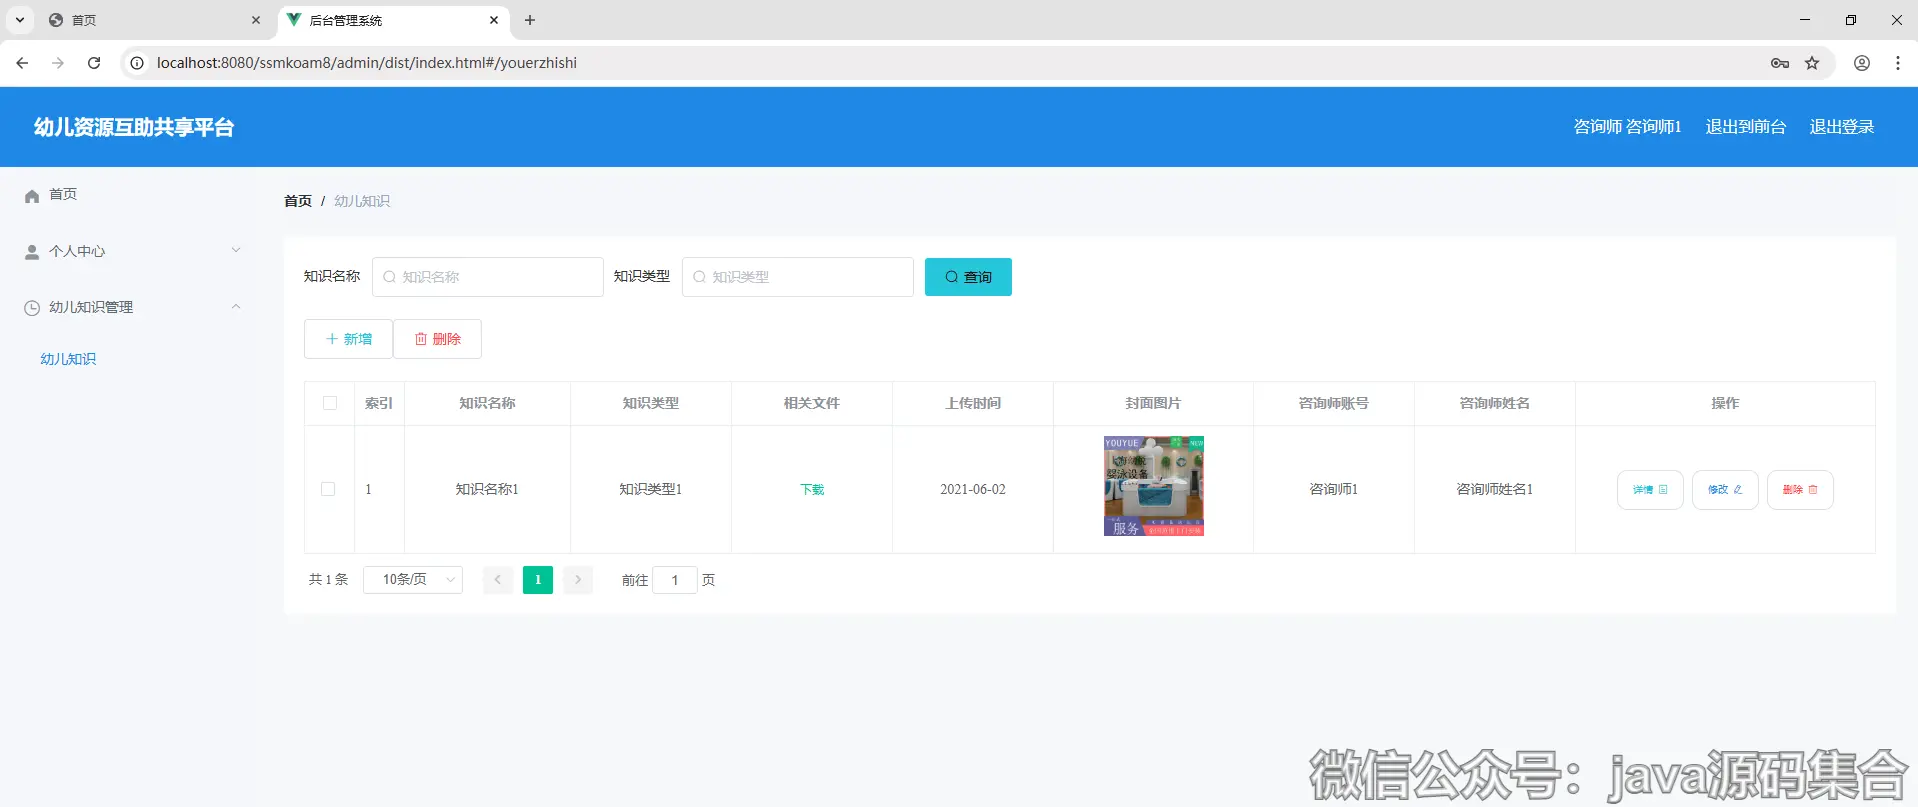 首页
后台管理系统
localhost:8080/ssmkoam8/admin/dist/index.html#/youerzhishi
幼儿资源互助共享平台
咨询师 咨询师1 退出到前台 退出登录
首页
个人中心
幼儿知识管理
幼儿知识
首页 / 幼儿知识
知识名称 知识名称 知识类型 知识类型 查询
新增 删除
索引 知识名称 知识类型 相关文件 上传时间 封面图片 咨询师账号 咨询师姓名 操作
YOUYUE NEW
婴泳设备
服务
1 知识名称1 知识类型1 下载 2021-06-02 咨询师1 咨询师姓名1 详情 修改 删除
共 1 条 10条/页 1 前往 1 页
微信公众号：java源码集合